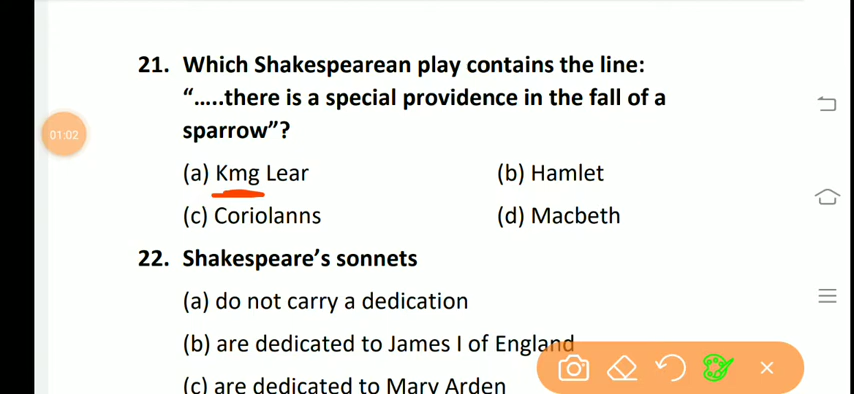 21. Which Shakespearean play contains the line:
“.....there is a special providence in the fall of a
sparrow”?
01:02
(a) Kmg Lear (b) Hamlet
(c) Coriolanns (d) Macbeth
22. Shakespeare’s sonnets
(a) do not carry a dedication
(b) are dedicated to James I of England
(c) are dedicated to Mary Arden